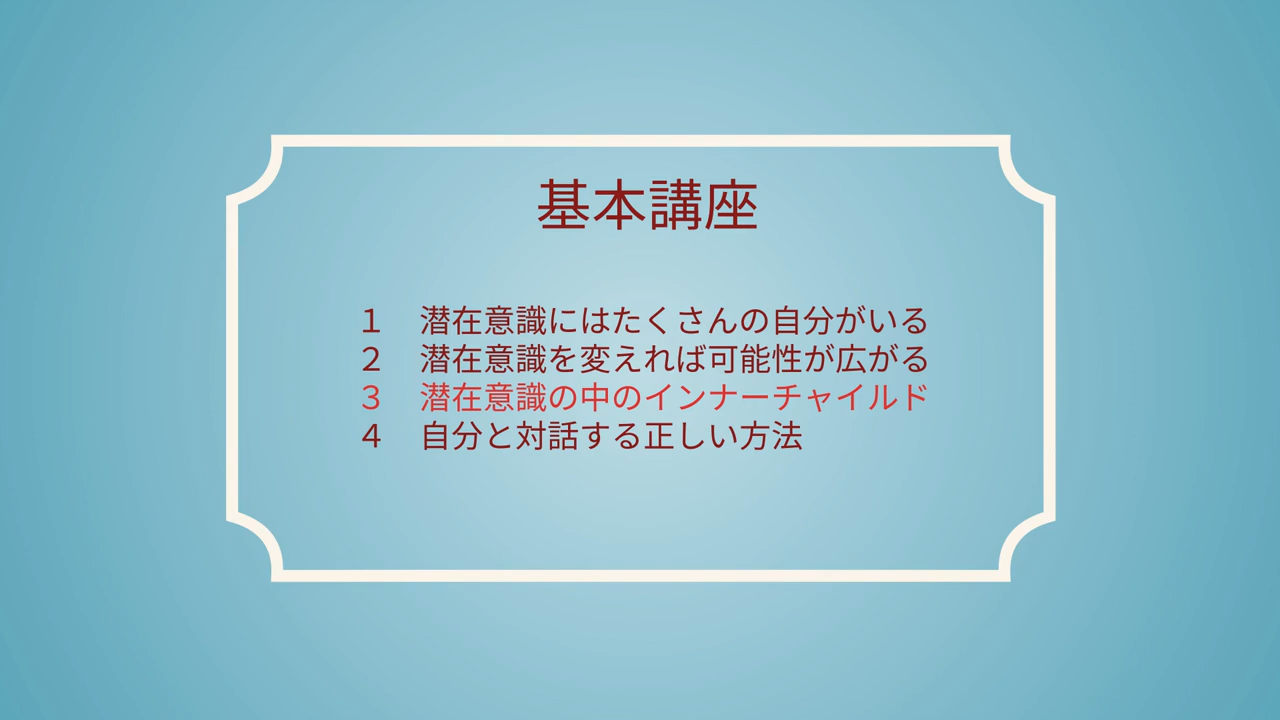 基本講座
１　潜在意識にはたくさんの自分がいる
２　潜在意識を変えれば可能性が広がる
３　潜在意識の中のインナーチャイルド
４　自分と対話する正しい方法